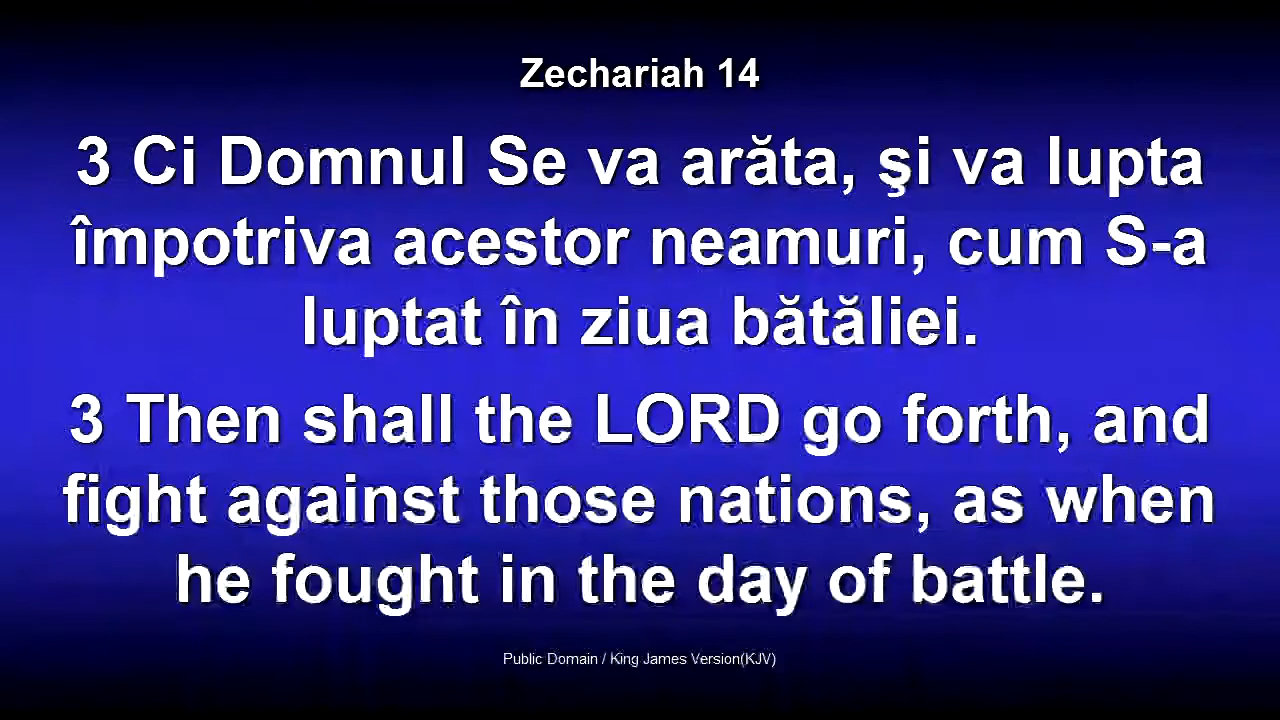 Zechariah 14
3 Ci Domnul Se va arăta, şi va lupta
împotriva acestor neamuri, cum S-a
luptat în ziua bătăliei.
3 Then shall the LORD go forth, and
fight against those nations, as when
he fought in the day of battle.
Public Domain / King James Version(KJV)